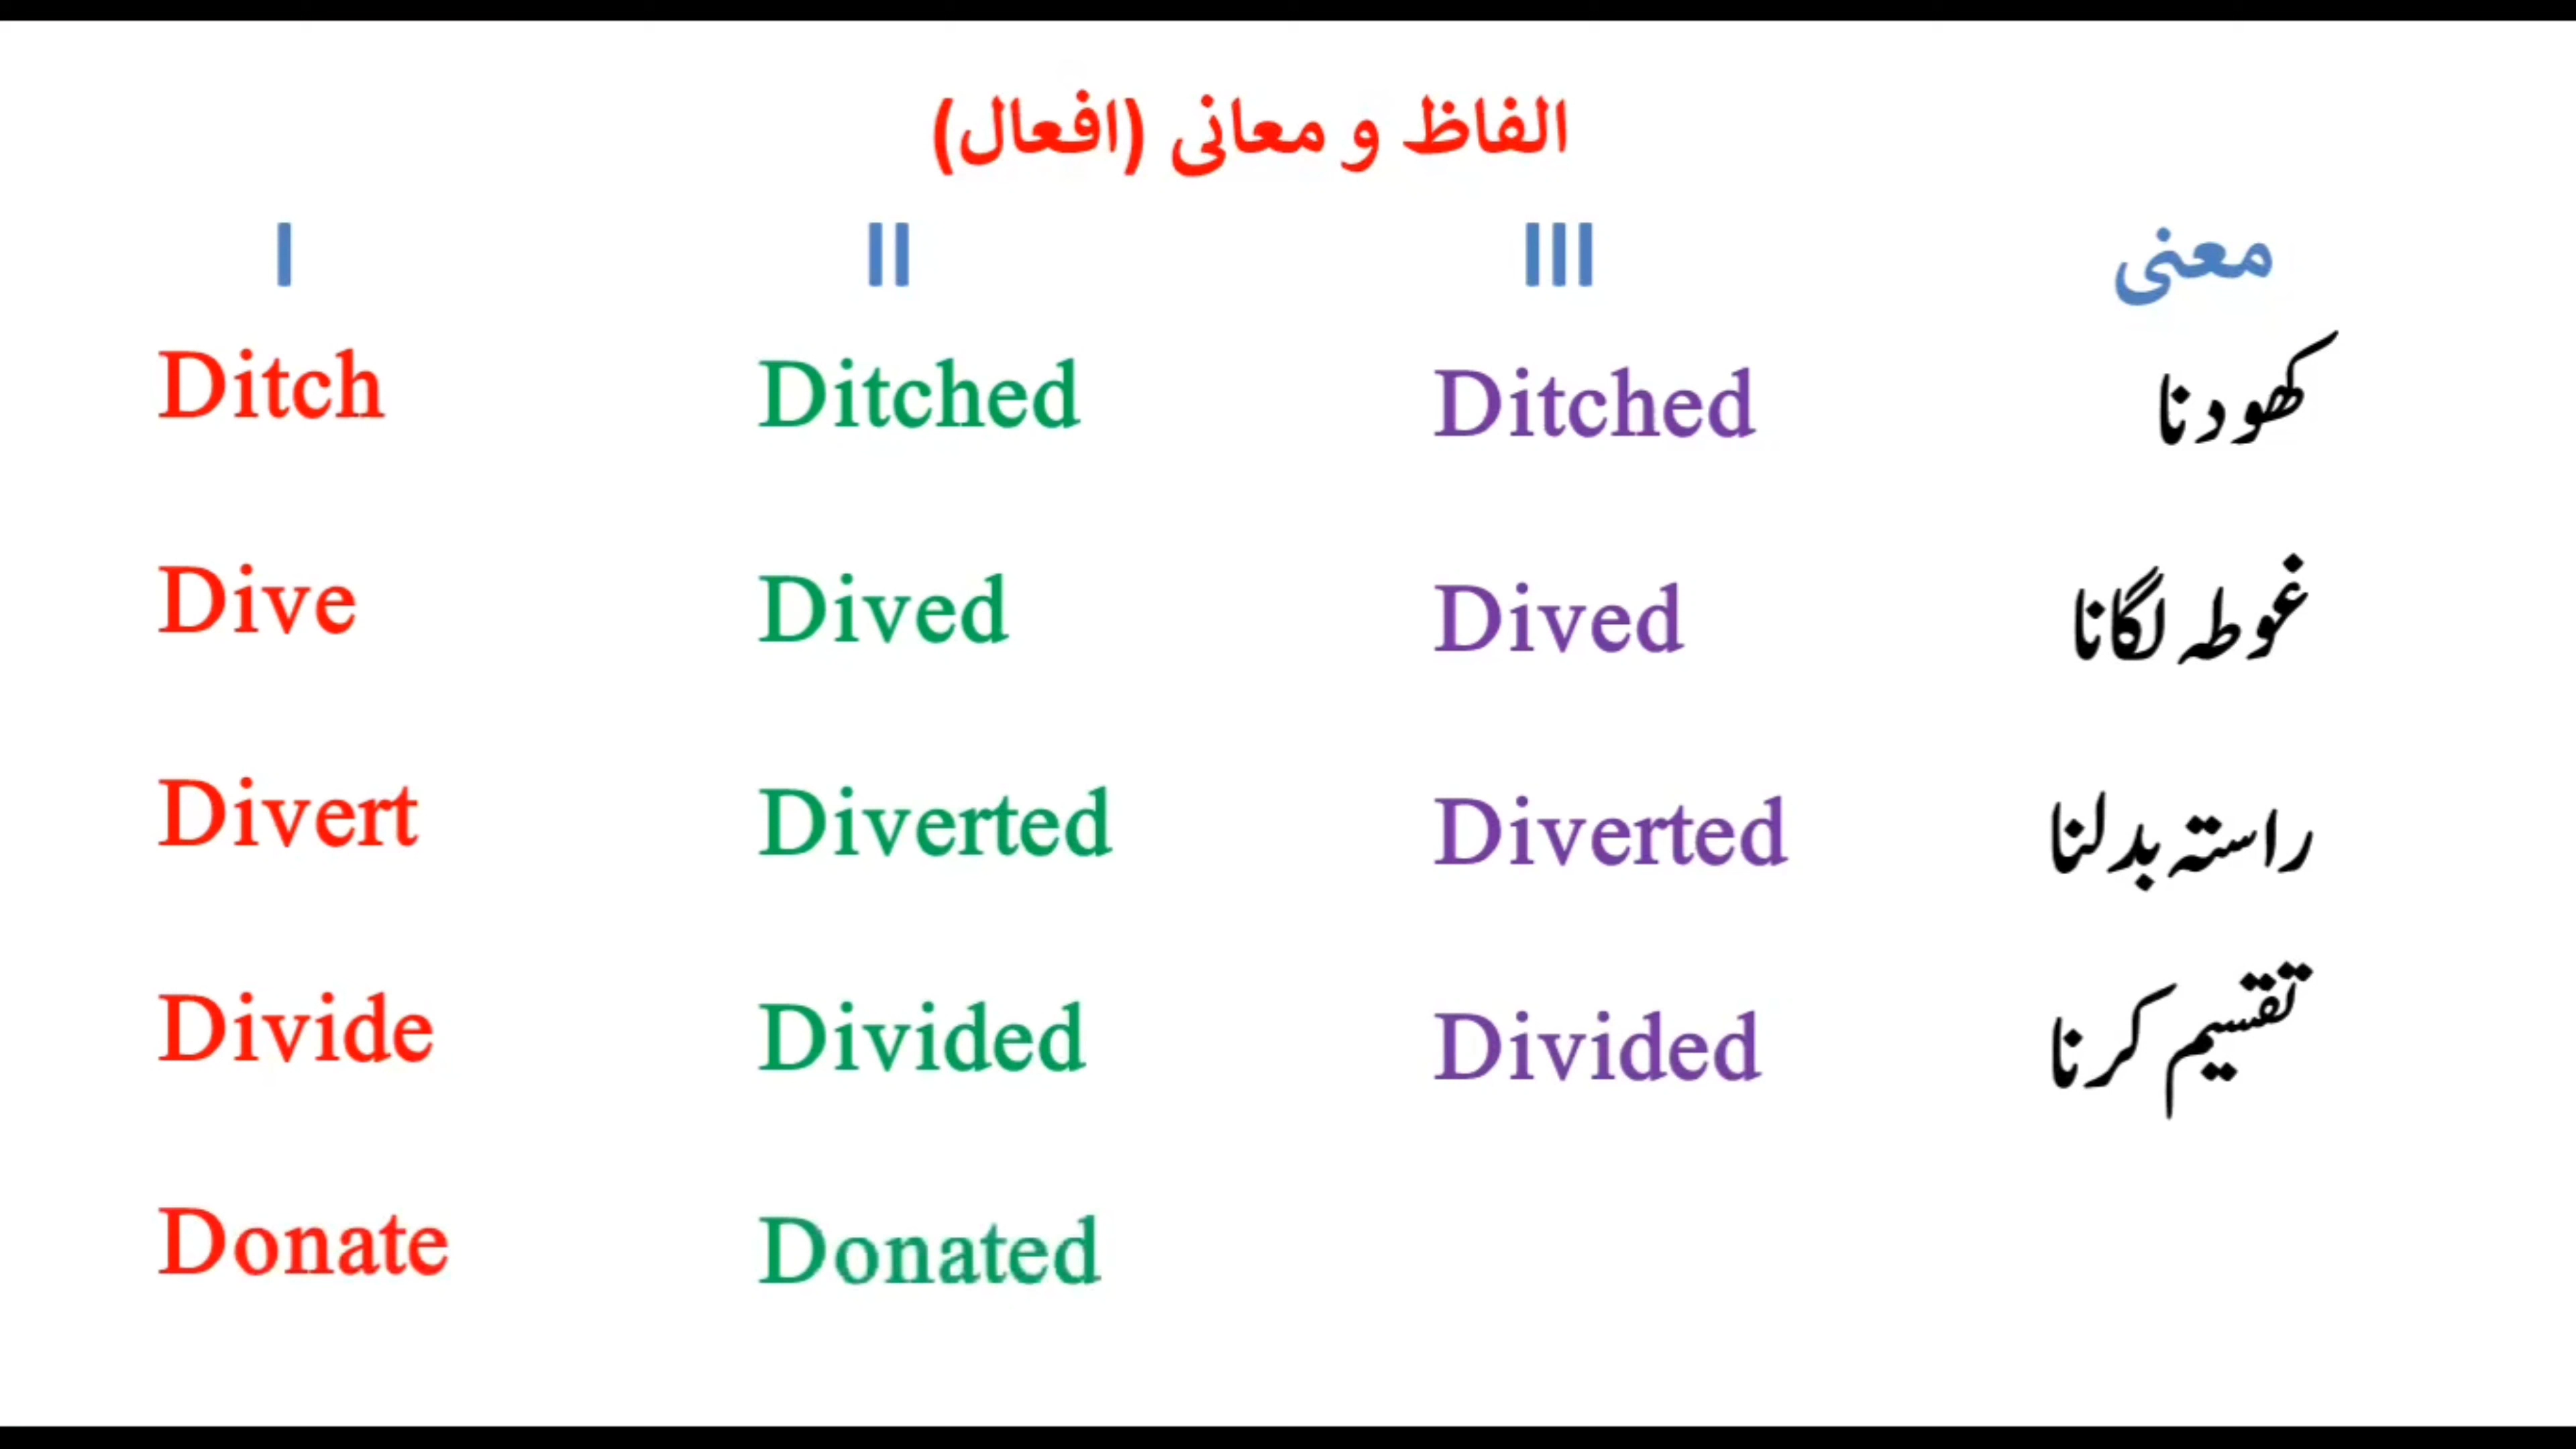 الفاظ و معانی (افعال)
I II III معنی
Ditch Ditched Ditched کھودنا
Dive Dived Dived غوطہ لگانا
Divert Diverted Diverted راستہ بدلنا
Divide Divided Divided تقسیم کرنا
Donate Donated